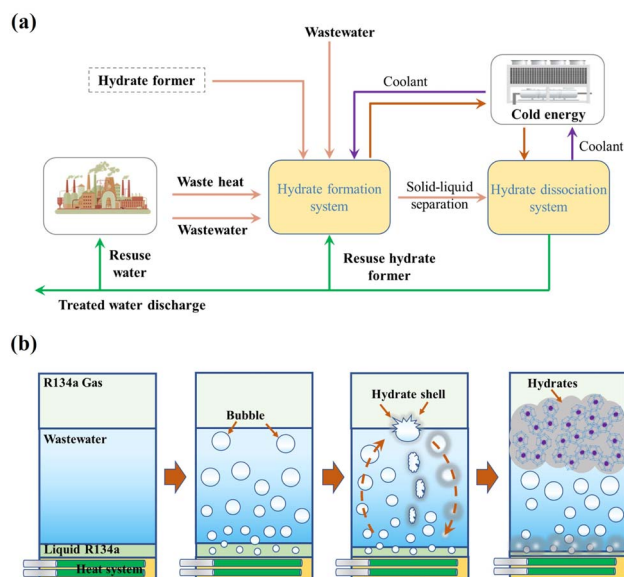 (a)
Wastewater
Hydrate former
Coolant
Cold energy
Coolant
Waste heat
Wastewater
Hydrate formation
system
Solid-liquid
separation
Hydrate dissociation
system
Resuse
water
Resuse hydrate
former
Treated water discharge
(b)
R134a Gas
Wastewater
Liquid R134a
Heat system
Bubble
Hydrate shell
Hydrates